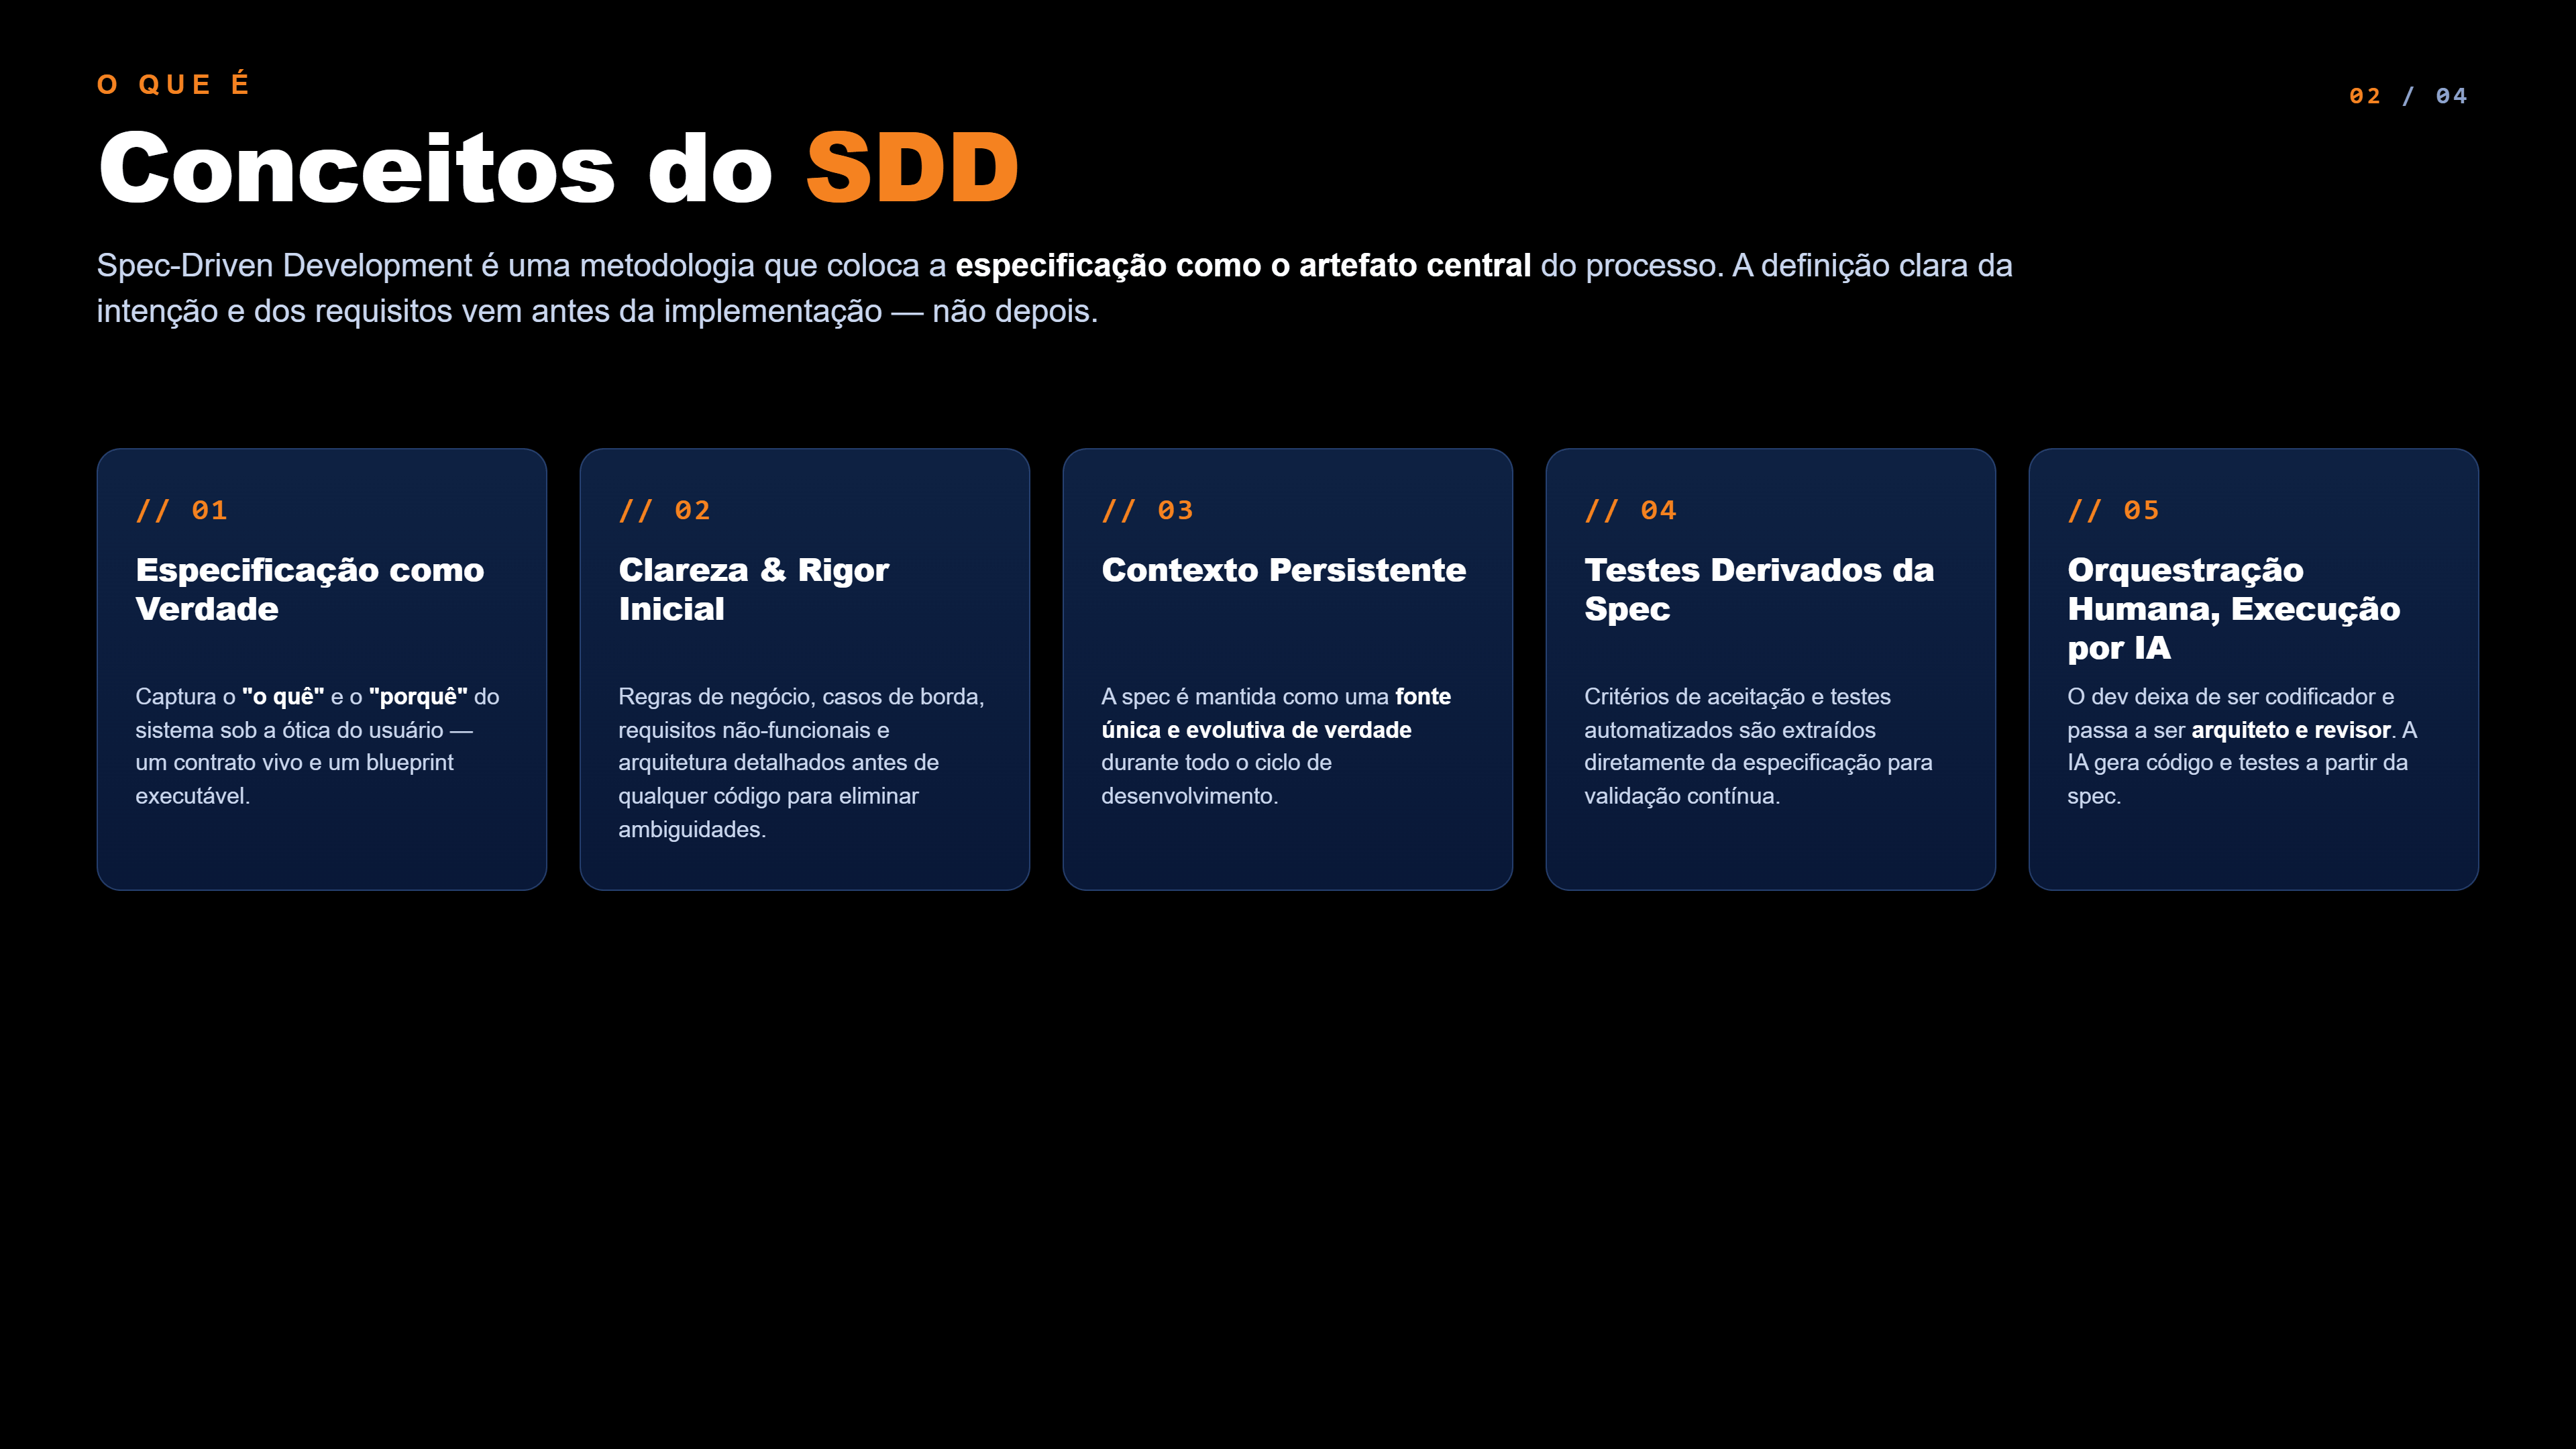 O QUE É
02 / 04
Conceitos do SDD
Spec-Driven Development é uma metodologia que coloca a especificação como o artefato central do processo. A definição clara da
intenção e dos requisitos vem antes da implementação — não depois.
// 01
Especificação como
Verdade
Captura o "o quê" e o "porquê" do
sistema sob a ótica do usuário —
um contrato vivo e um blueprint
executável.
// 02
Clareza & Rigor
Inicial
Regras de negócio, casos de borda,
requisitos não-funcionais e
arquitetura detalhados antes de
qualquer código para eliminar
ambiguidades.
// 03
Contexto Persistente
A spec é mantida como uma fonte
única e evolutiva de verdade
durante todo o ciclo de
desenvolvimento.
// 04
Testes Derivados da
Spec
Critérios de aceitação e testes
automatizados são extraídos
diretamente da especificação para
validação contínua.
// 05
Orquestração
Humana, Execução
por IA
O dev deixa de ser codificador e
passa a ser arquiteto e revisor. A
IA gera código e testes a partir da
spec.